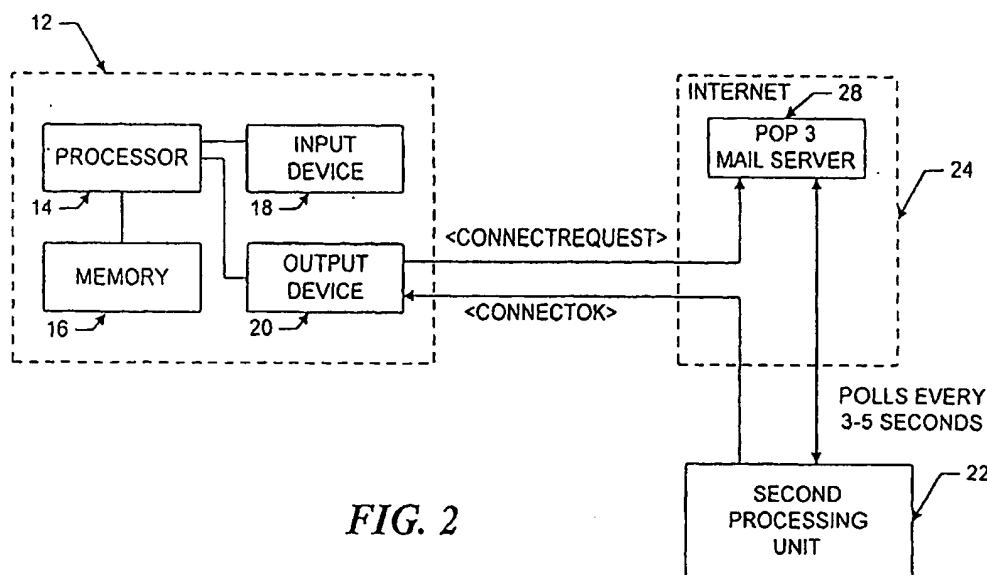 12
PROCESSOR
14
INPUT
DEVICE
18
MEMORY
16
OUTPUT
DEVICE
20
<CONNECTREQUEST>
<CONNECTOK>
INTERNET
28
POP 3
MAIL SERVER
24
POLLS EVERY
3-5 SECONDS
22
SECOND
PROCESSING
UNIT
FIG. 2